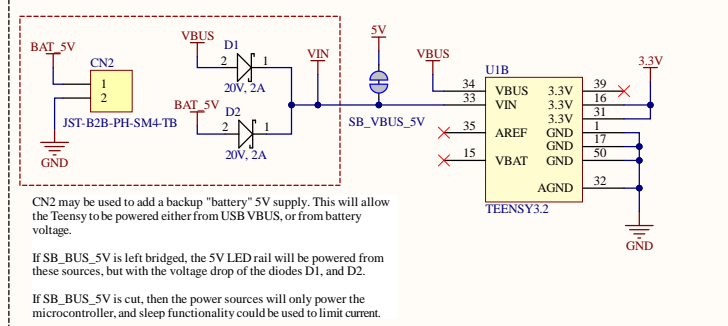 5V
VBUS
D1
BAT_5V
VIN
VBUS
3.3V
CN2
2
1
U1B
1
20V, 2A
34
VBUS
3.3V
39
2
BAT_5V
33
VIN
3.3V
16
D2
3.3V
31
JST-B2B-PH-SM4-TB
2
1
SB_VBUS_5V
35
AREF
GND
1
GND
17
20V, 2A
15
VBAT
GND
50
GND
AGND
32
TEENSY3.2
GND
CN2 may be used to add a backup "battery" 5V supply. This will allow
the Teensy to be powered either from USB VBUS, or from battery
voltage.
If SB_BUS_5V is left bridged, the 5V LED rail will be powered from
these sources, but with the voltage drop of the diodes D1, and D2.
If SB_BUS_5V is cut, then the power sources will only power the
microcontroller, and sleep functionality could be used to limit current.